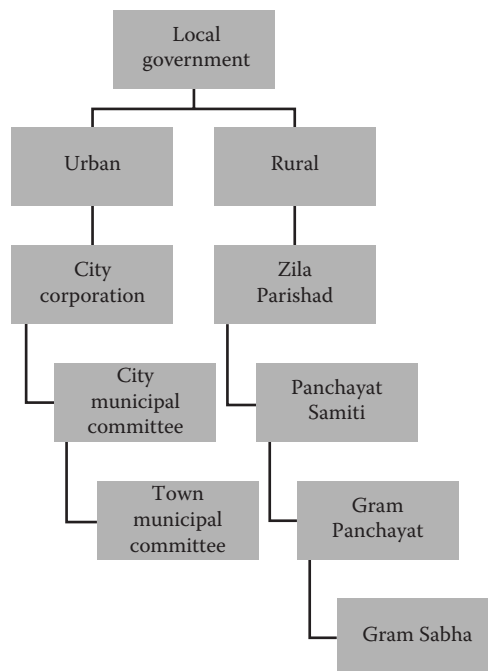 Local
government
Urban
Rural
City
corporation
Zila
Parishad
City
municipal
committee
Panchayat
Samiti
Town
municipal
committee
Gram
Panchayat
Gram Sabha